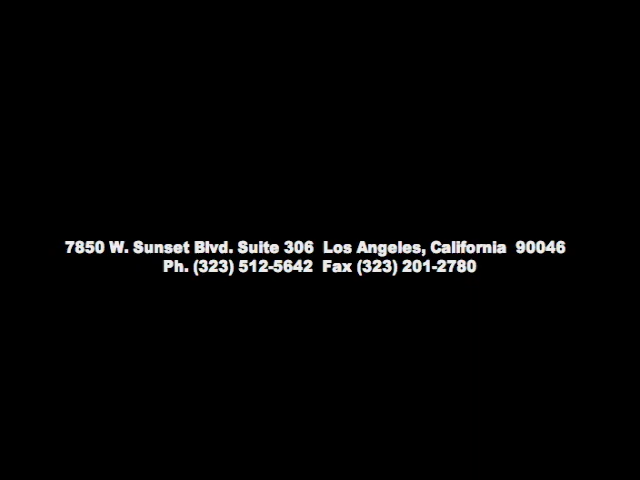 7850 W. Sunset Blvd. Suite 306  Los Angeles, California  90046
Ph. (323) 512-5642  Fax (323) 201-2780